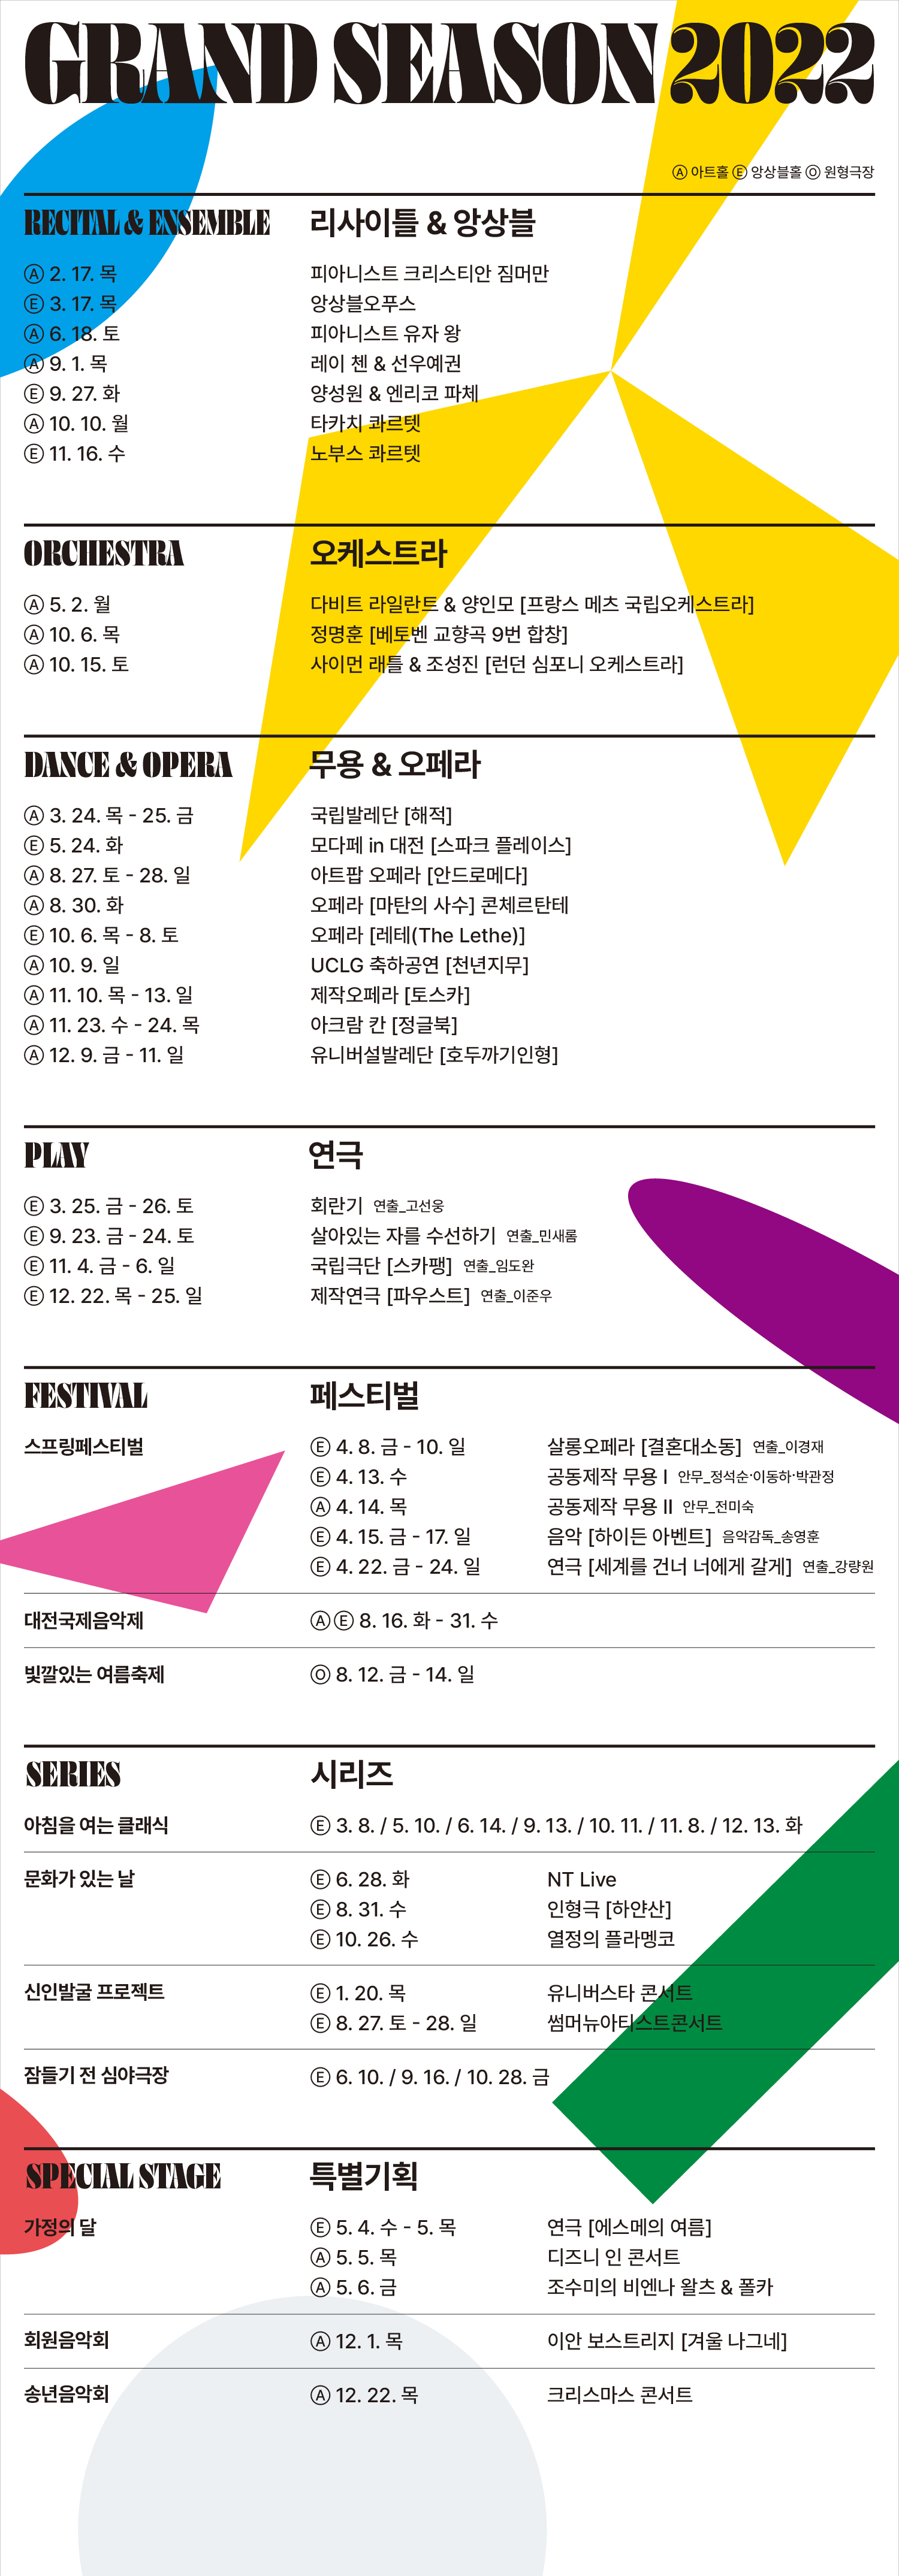 GRAND SEASON 2022
Ⓐ 아트홀 Ⓔ 앙상블홀 Ⓞ 원형극장
RECITAL & ENSEMBLE 리사이틀 & 앙상블
Ⓐ 2. 17. 목 피아니스트 크리스티안 짐머만
Ⓔ 3. 17. 목 앙상블오푸스
Ⓐ 6. 18. 토 피아니스트 유자 왕
Ⓐ 9. 1. 목 레이 첸 & 선우예권
Ⓔ 9. 27. 화 양성원 & 엔리코 파체
Ⓐ 10. 10. 월 타카치 콰르텟
Ⓔ 11. 16. 수 노부스 콰르텟
ORCHESTRA 오케스트라
Ⓐ 5. 2. 월 다비트 라일란트 & 양인모 [프랑스 메츠 국립오케스트라]
Ⓐ 10. 6. 목 정명훈 [베토벤 교향곡 9번 합창]
Ⓐ 10. 15. 토 사이먼 래틀 & 조성진 [런던 심포니 오케스트라]
DANCE & OPERA 무용 & 오페라
Ⓐ 3. 24. 목 - 25. 금 국립발레단 [해적]
Ⓔ 5. 24. 화 모다페 in 대전 [스파크 플레이스]
Ⓐ 8. 27. 토 - 28. 일 아트팝 오페라 [안드로메다]
Ⓐ 8. 30. 화 오페라 [마탄의 사수] 콘체르탄테
Ⓔ 10. 6. 목 - 8. 토 오페라 [레테(The Lethe)]
Ⓐ 10. 9. 일 UCLG 축하공연 [천년지무]
Ⓐ 11. 10. 목 - 13. 일 제작오페라 [토스카]
Ⓐ 11. 23. 수 - 24. 목 아크람 칸 [정글북]
Ⓐ 12. 9. 금 - 11. 일 유니버설발레단 [호두까기인형]
PLAY 연극
Ⓔ 3. 25. 금 - 26. 토 회란기 연출_고선웅
Ⓔ 9. 23. 금 - 24. 토 살아있는 자를 수선하기 연출_민새롬
Ⓔ 11. 4. 금 - 6. 일 국립극단 [스카팽] 연출_임도완
Ⓔ 12. 22. 목 - 25. 일 제작연극 [파우스트] 연출_이준우
FESTIVAL 페스티벌
스프링페스티벌 Ⓔ 4. 8. 금 - 10. 일 살롱오페라 [결혼대소동] 연출_이경재
Ⓔ 4. 13. 수 공동제작 무용 I 안무_정석순·이동하·박관정
Ⓐ 4. 14. 목 공동제작 무용 II 안무_전미숙
Ⓔ 4. 15. 금 - 17. 일 음악 [하이든 아벤트] 음악감독_송영훈
Ⓔ 4. 22. 금 - 24. 일 연극 [세계를 건너 너에게 갈게] 연출_강량원
대전국제음악제 ⒶⒺ 8. 16. 화 - 31. 수
빛깔있는 여름축제 Ⓞ 8. 12. 금 - 14. 일
SERIES 시리즈
아침을 여는 클래식 Ⓔ 3. 8. / 5. 10. / 6. 14. / 9. 13. / 10. 11. / 11. 8. / 12. 13. 화
문화가 있는 날 Ⓔ 6. 28. 화 NT Live
Ⓔ 8. 31. 수 인형극 [하얀산]
Ⓔ 10. 26. 수 열정의 플라멩코
신인발굴 프로젝트 Ⓔ 1. 20. 목 유니버스타 콘서트
Ⓔ 8. 27. 토 - 28. 일 썸머뉴아티스트콘서트
잠들기 전 심야극장 Ⓔ 6. 10. / 9. 16. / 10. 28. 금
SPECIAL STAGE 특별기획
가정의 달 Ⓔ 5. 4. 수 - 5. 목 연극 [에스메의 여름]
Ⓐ 5. 5. 목 디즈니 인 콘서트
Ⓐ 5. 6. 금 조수미의 비엔나 왈츠 & 폴카
회원음악회 Ⓐ 12. 1. 목 이안 보스트리지 [겨울 나그네]
송년음악회 Ⓐ 12. 22. 목 크리스마스 콘서트